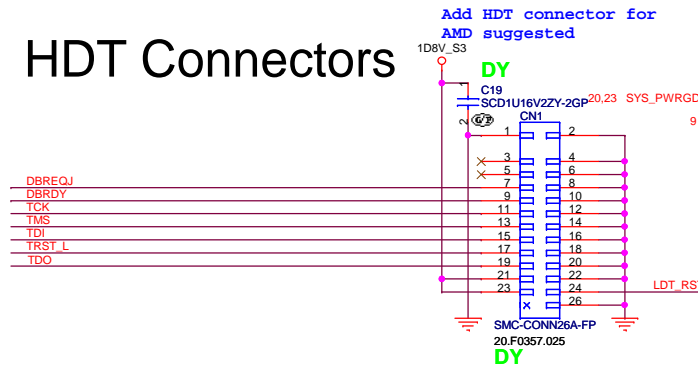 Add HDT connector for
AMD suggested
HDT Connectors
1D8V_S3
DY
1
C19
SCD1U16V2ZY-2GP
2
G/P
20,23 SYS_PWRGD
9
CN1
1 2
3 4
5 6
DBREQJ 7 8
DBRDY 9 10
TCK 11 12
TMS 13 14
TDI 15 16
TRST_L 17 18
TDO 19 20
21 22
23 24 LDT_RS
26
SMC-CONN26A-FP
20.F0357.025
DY